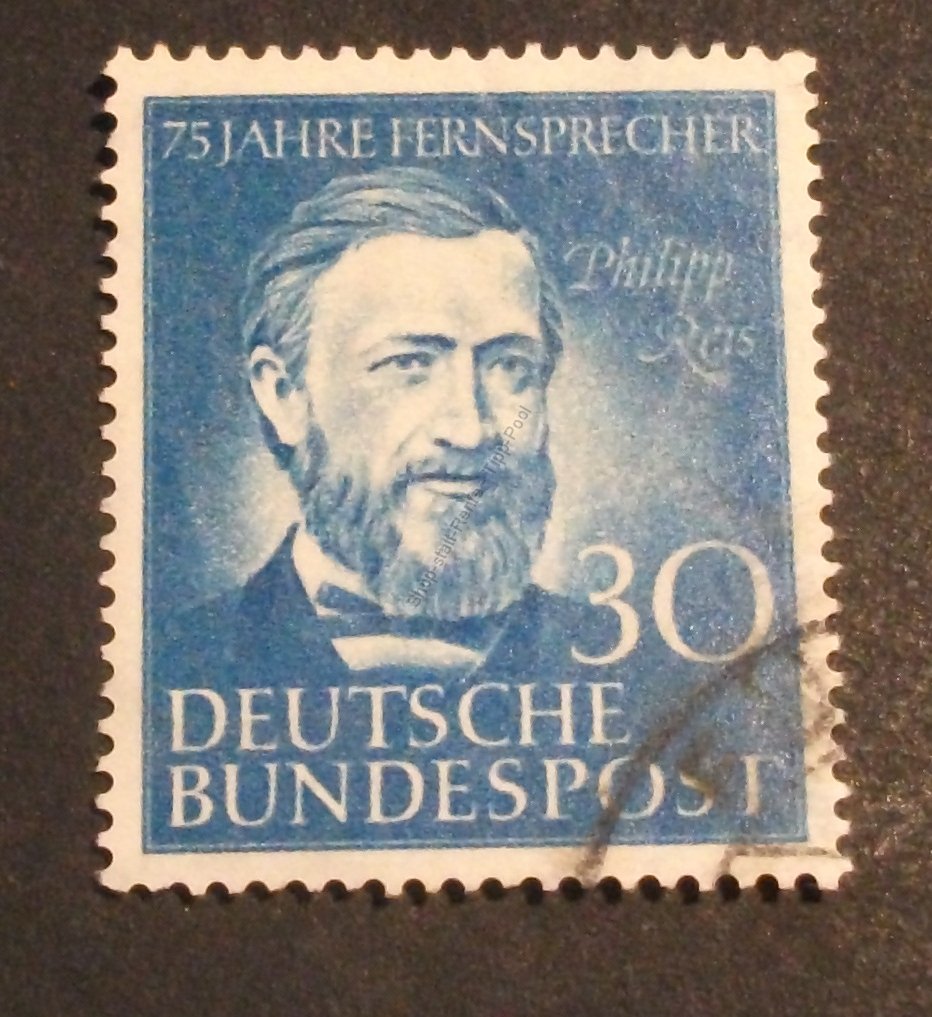 75 JAHRE FERNSPRECHER
Philipp
Reis
30
DEUTSCHE
BUNDESPOST